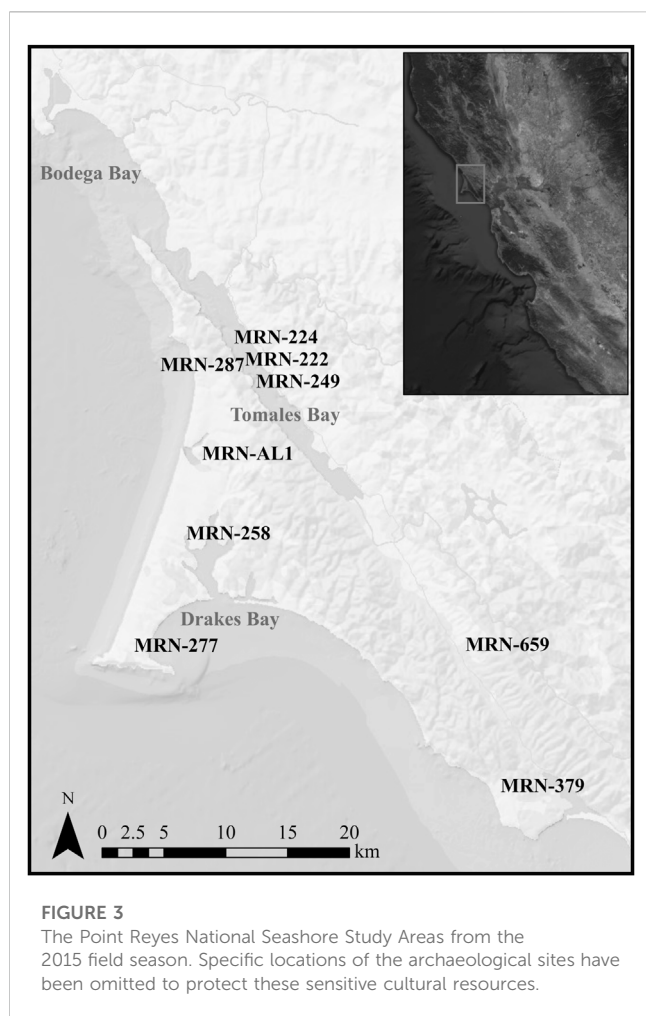 Bodega Bay
MRN-224
MRN-287 MRN-222
MRN-249
Tomales Bay
MRN-AL1
MRN-258
Drakes Bay
MRN-277
MRN-659
MRN-379
N
0 2.5 5 10 15 20
km
FIGURE 3
The Point Reyes National Seashore Study Areas from the
2015 field season. Specific locations of the archaeological sites have
been omitted to protect these sensitive cultural resources.